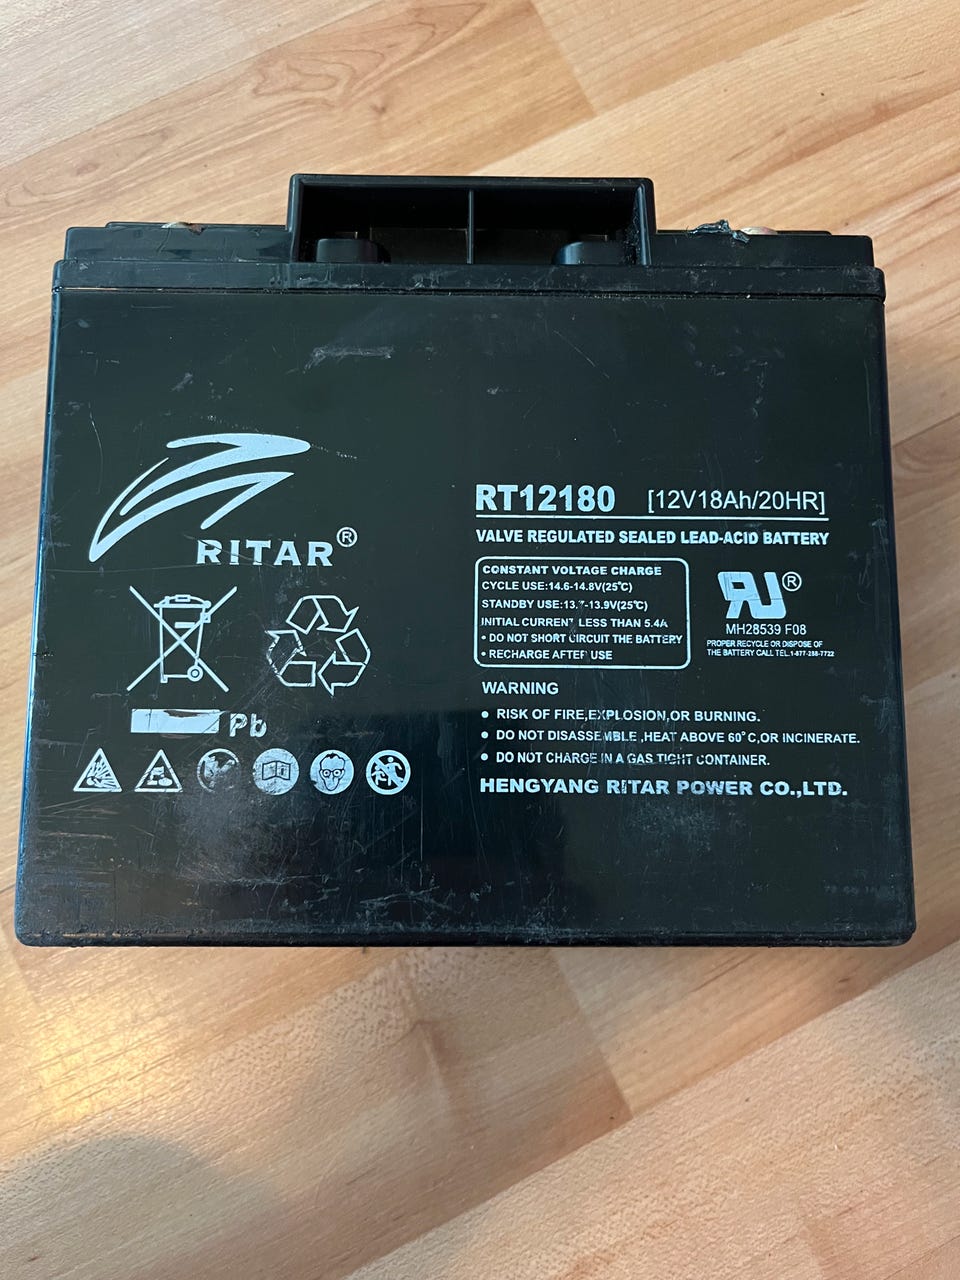 RITAR®
Pb
RT12180 [12V18Ah/20HR]
VALVE REGULATED SEALED LEAD-ACID BATTERY
CONSTANT VOLTAGE CHARGE
CYCLE USE:14.6-14.8V(25℃)
STANDBY USE:13.7-13.9V(25℃)
INITIAL CURRENT LESS THAN 5.4A
• DO NOT SHORT CIRCUIT THE BATTERY
• RECHARGE AFTER USE
RU®
MH28539 F08
PROPER RECYCLE OR DISPOSE OF
THE BATTERY CALL TEL.1-877-288-7722
WARNING
● RISK OF FIRE,EXPLOSION,OR BURNING.
● DO NOT DISASSEMBLE ,HEAT ABOVE 60°C,OR INCINERATE.
● DO NOT CHARGE IN A GAS TIGHT CONTAINER.
HENGYANG RITAR POWER CO.,LTD.